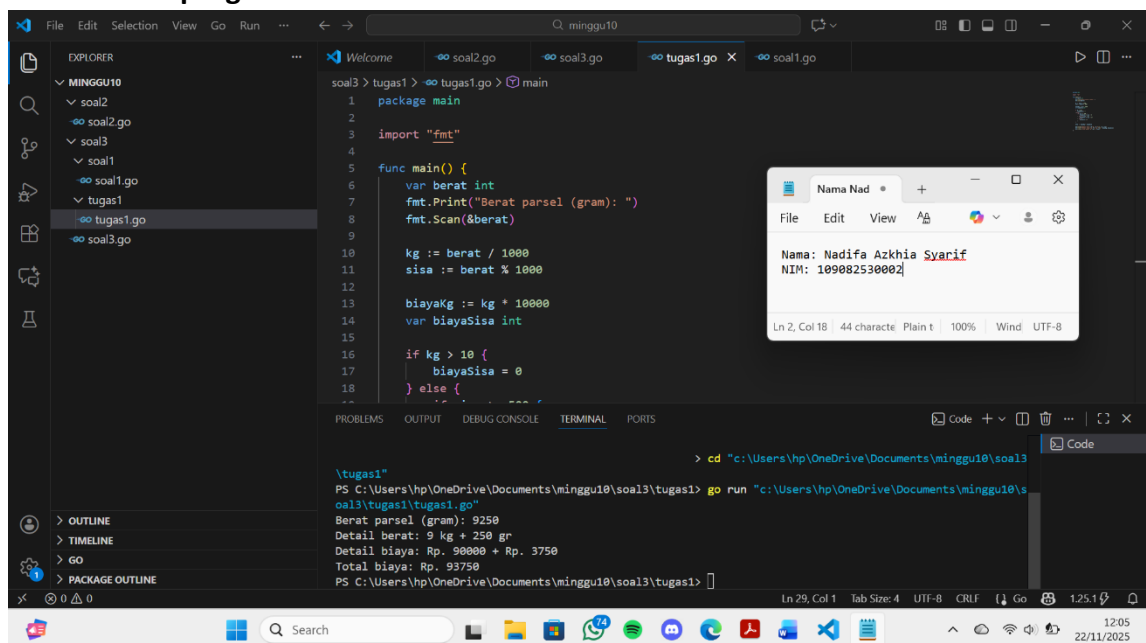 File Edit Selection View Go Run ...
minggu10
EXPLORER
MINGGU10
soal2
soal2.go
soal3
soal1
soal1.go
tugas1
tugas1.go
soal3.go
OUTLINE
TIMELINE
GO
PACKAGE OUTLINE
Welcome soal2.go soal3.go tugas1.go soal1.go
soal3 > tugas1 > tugas1.go > main
1 package main
2
3 import "fmt"
4
5 func main() {
6 var berat int
7 fmt.Print("Berat parsel (gram): ")
8 fmt.Scan(&berat)
9
10 kg := berat / 1000
11 sisa := berat % 1000
12
13 biayaKg := kg * 10000
14 var biayaSisa int
15
16 if kg > 10 {
17 biayaSisa = 0
18 } else {
Nama Nad
File Edit View
Nama: Nadifa Azkhia Syarif
NIM: 109082530002
Ln 2, Col 18 44 characte Plain t 100% Wind UTF-8
PROBLEMS OUTPUT DEBUG CONSOLE TERMINAL PORTS
Code
Code
> cd "c:\Users\hp\OneDrive\Documents\minggu10\soal3
\tugas1"
PS C:\Users\hp\OneDrive\Documents\minggu10\soal3\tugas1> go run "c:\Users\hp\OneDrive\Documents\minggu10\s
oal3\tugas1\tugas1.go"
Berat parsel (gram): 9250
Detail berat: 9 kg + 250 gr
Detail biaya: Rp. 90000 + Rp. 3750
Total biaya: Rp. 93750
PS C:\Users\hp\OneDrive\Documents\minggu10\soal3\tugas1>
0 0 Ln 29, Col 1 Tab Size: 4 UTF-8 CRLF Go 1.25.1
Search
74
12:05
22/11/2025